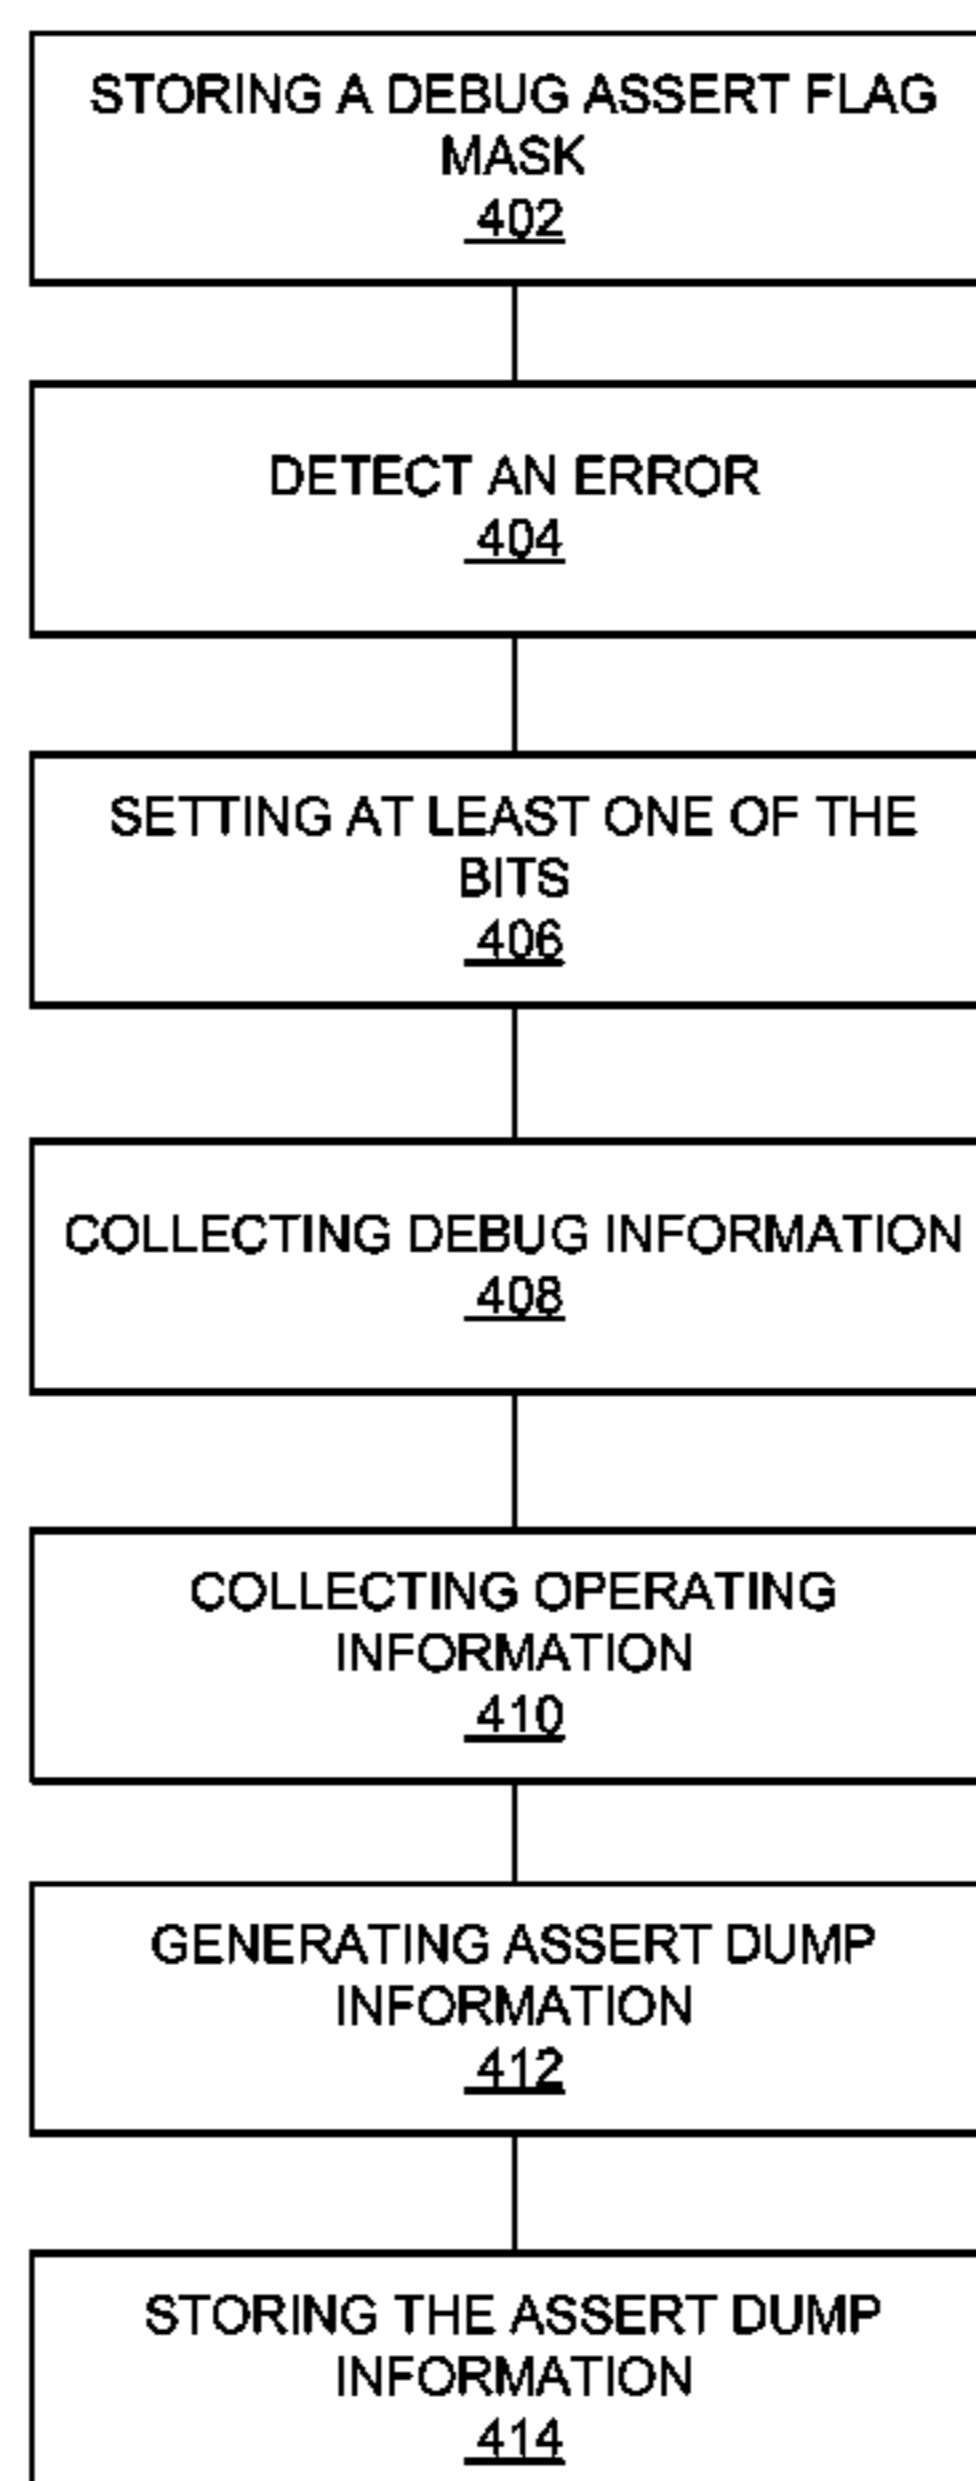 STORING A DEBUG ASSERT FLAG
MASK
402
DETECT AN ERROR
404
SETTING AT LEAST ONE OF THE
BITS
406
COLLECTING DEBUG INFORMATION
408
COLLECTING OPERATING
INFORMATION
410
GENERATING ASSERT DUMP
INFORMATION
412
STORING THE ASSERT DUMP
INFORMATION
414